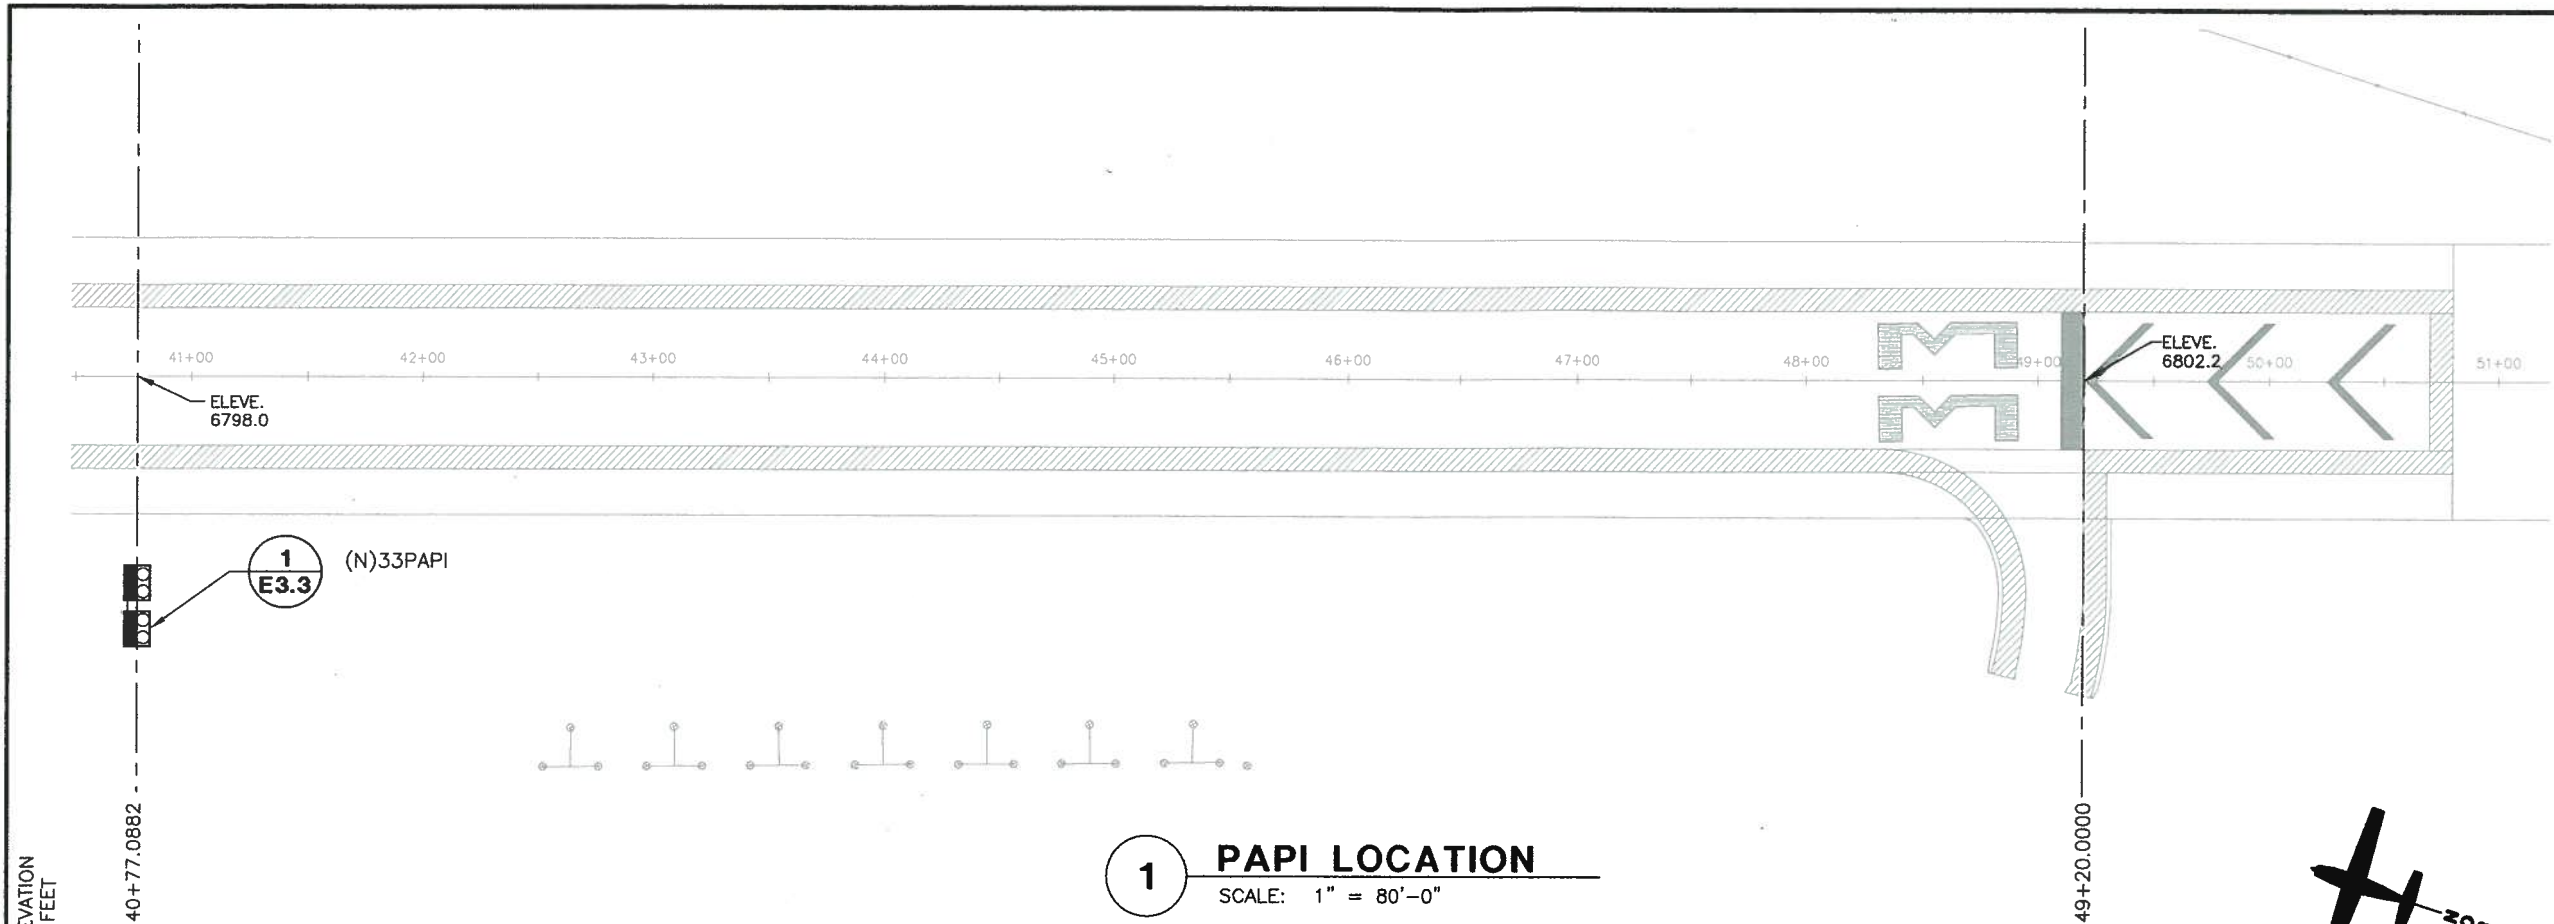 41+00 42+00 43+00 44+00 45+00 46+00 47+00 48+00 49+00 50+00 51+00
ELEVE.
6802.2
ELEVE.
6798.0
33
1
E3.3
(N)33PAPI
40+77.0882
49+20.0000
1
PAPI LOCATION
SCALE: 1" = 80'-0"
FEET